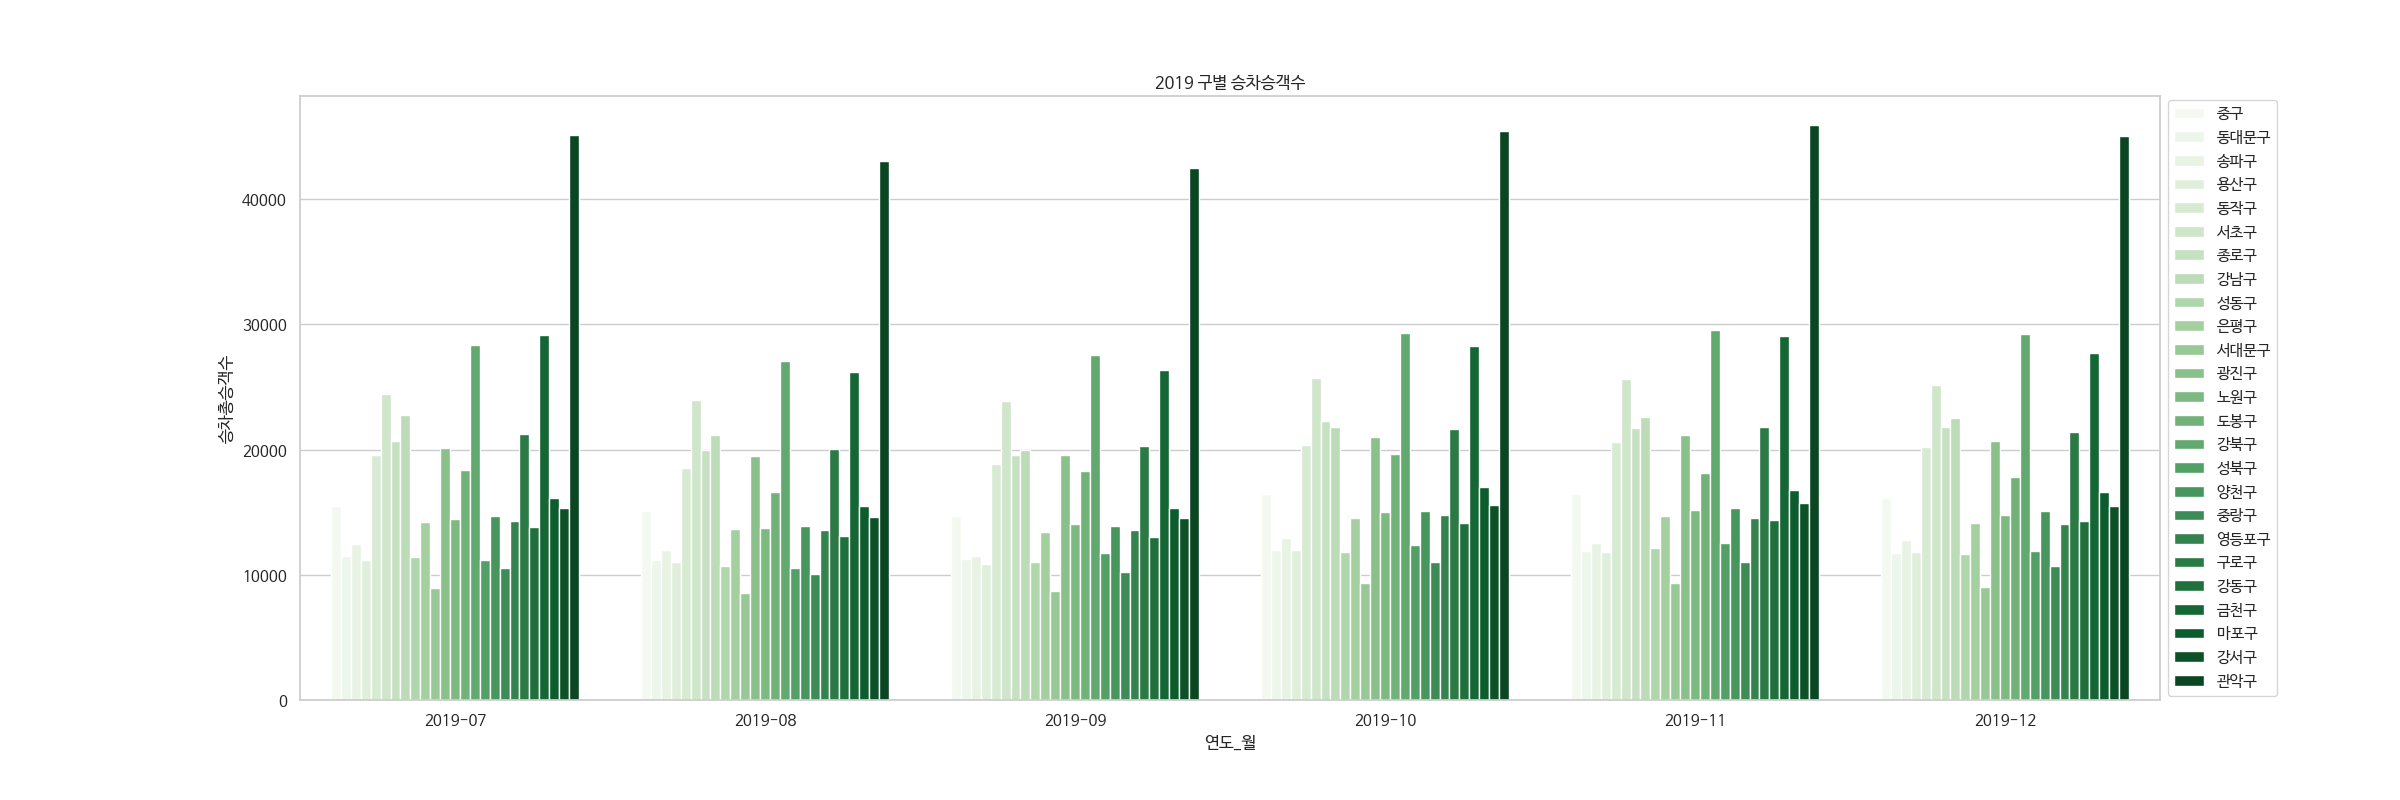 2019 구별 승차승객수
승차총승객수
40000
30000
20000
10000
0
2019-07
2019-08
2019-09
2019-10
2019-11
2019-12
연도_월
중구
동대문구
송파구
용산구
동작구
서초구
종로구
강남구
성동구
은평구
서대문구
광진구
노원구
도봉구
강북구
성북구
양천구
중랑구
영등포구
구로구
강동구
금천구
마포구
강서구
관악구